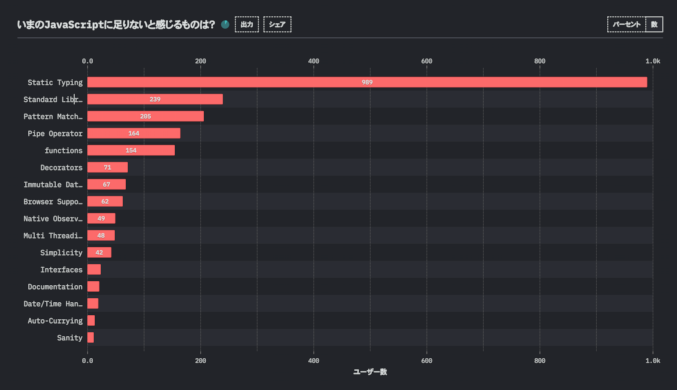 いまのJavaScriptに足りないと感じるものは?
出力
シェア
パーセント
数
0.0 200 400 600 800 1.0k
Static Typing 989
Standard Libr… 239
Pattern Match… 205
Pipe Operator 164
functions 154
Decorators 71
Immutable Dat… 67
Browser Suppo… 62
Native Observ… 49
Multi Threadi… 48
Simplicity 42
Interfaces
Documentation
Date/Time Han…
Auto-Currying
Sanity
0.0 200 400 600 800 1.0k
ユーザー数